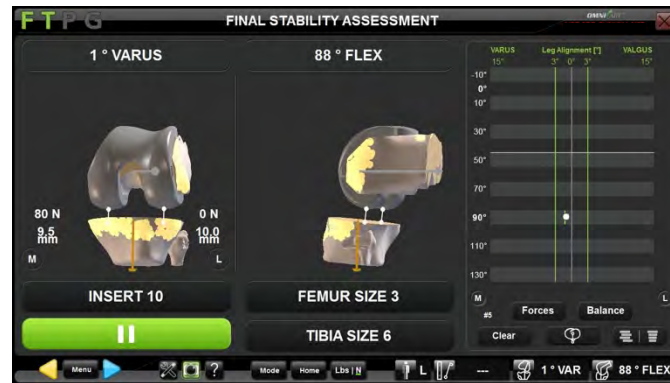 FTPG
FINAL STABILITY ASSESSMENT
1 ° VARUS
88 ° FLEX
VARUS Leg Alignment [°] VALGUS
15° 3° 0° 3° 15°
-10°
0°
10°
30°
50°
70°
90°
110°
130°
80 N
9.5
mm
M
0 N
10.0
mm
L
INSERT 10
FEMUR SIZE 3
TIBIA SIZE 6
M
L
#5
Forces
Balance
Clear
Menu
?
Mode
Home
Lbs | N
L
---
1 ° VAR
88 ° FLEX